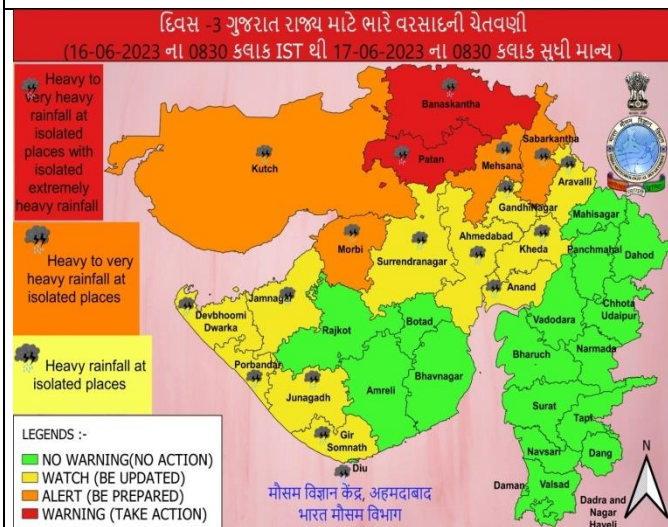 દિવસ -3 ગુજરાત રાજ્ય માટે ભારે વરસાદની ચેતવણી
(16-06-2023 ના 0830 કલાક IST થી 17-06-2023 ના 0830 કલાક સુધી માન્ય )
Heavy to
very heavy
rainfall at
isolated
places with
isolated
extremely
heavy rainfall
Heavy to very
heavy rainfall at
isolated places
Heavy rainfall at
isolated places
Banaskantha
Patan
Kutch
Mehsana
Sabarkantha
Aravalli
GandhiNagar
Mahisagar
Morbi
Surrendranagar
Ahmedabad
Kheda
Panchmahal
Dahod
Anand
Jamnagar
Devbhoomi
Dwarka
Rajkot
Botad
Vadodara
Chhota
Udaipur
Porbandar
Junagadh
Amreli
Bhavnagar
Bharuch
Narmada
Gir
Somnath
Diu
Surat
Tapi
Navsari
Dang
Valsad
Daman
Dadra and
Nagar
Haveli
N
LEGENDS :-
NO WARNING(NO ACTION)
WATCH (BE UPDATED)
ALERT (BE PREPARED)
WARNING (TAKE ACTION)
मौसम विज्ञान केंद्र, अहमदाबाद
भारत मौसम विभाग